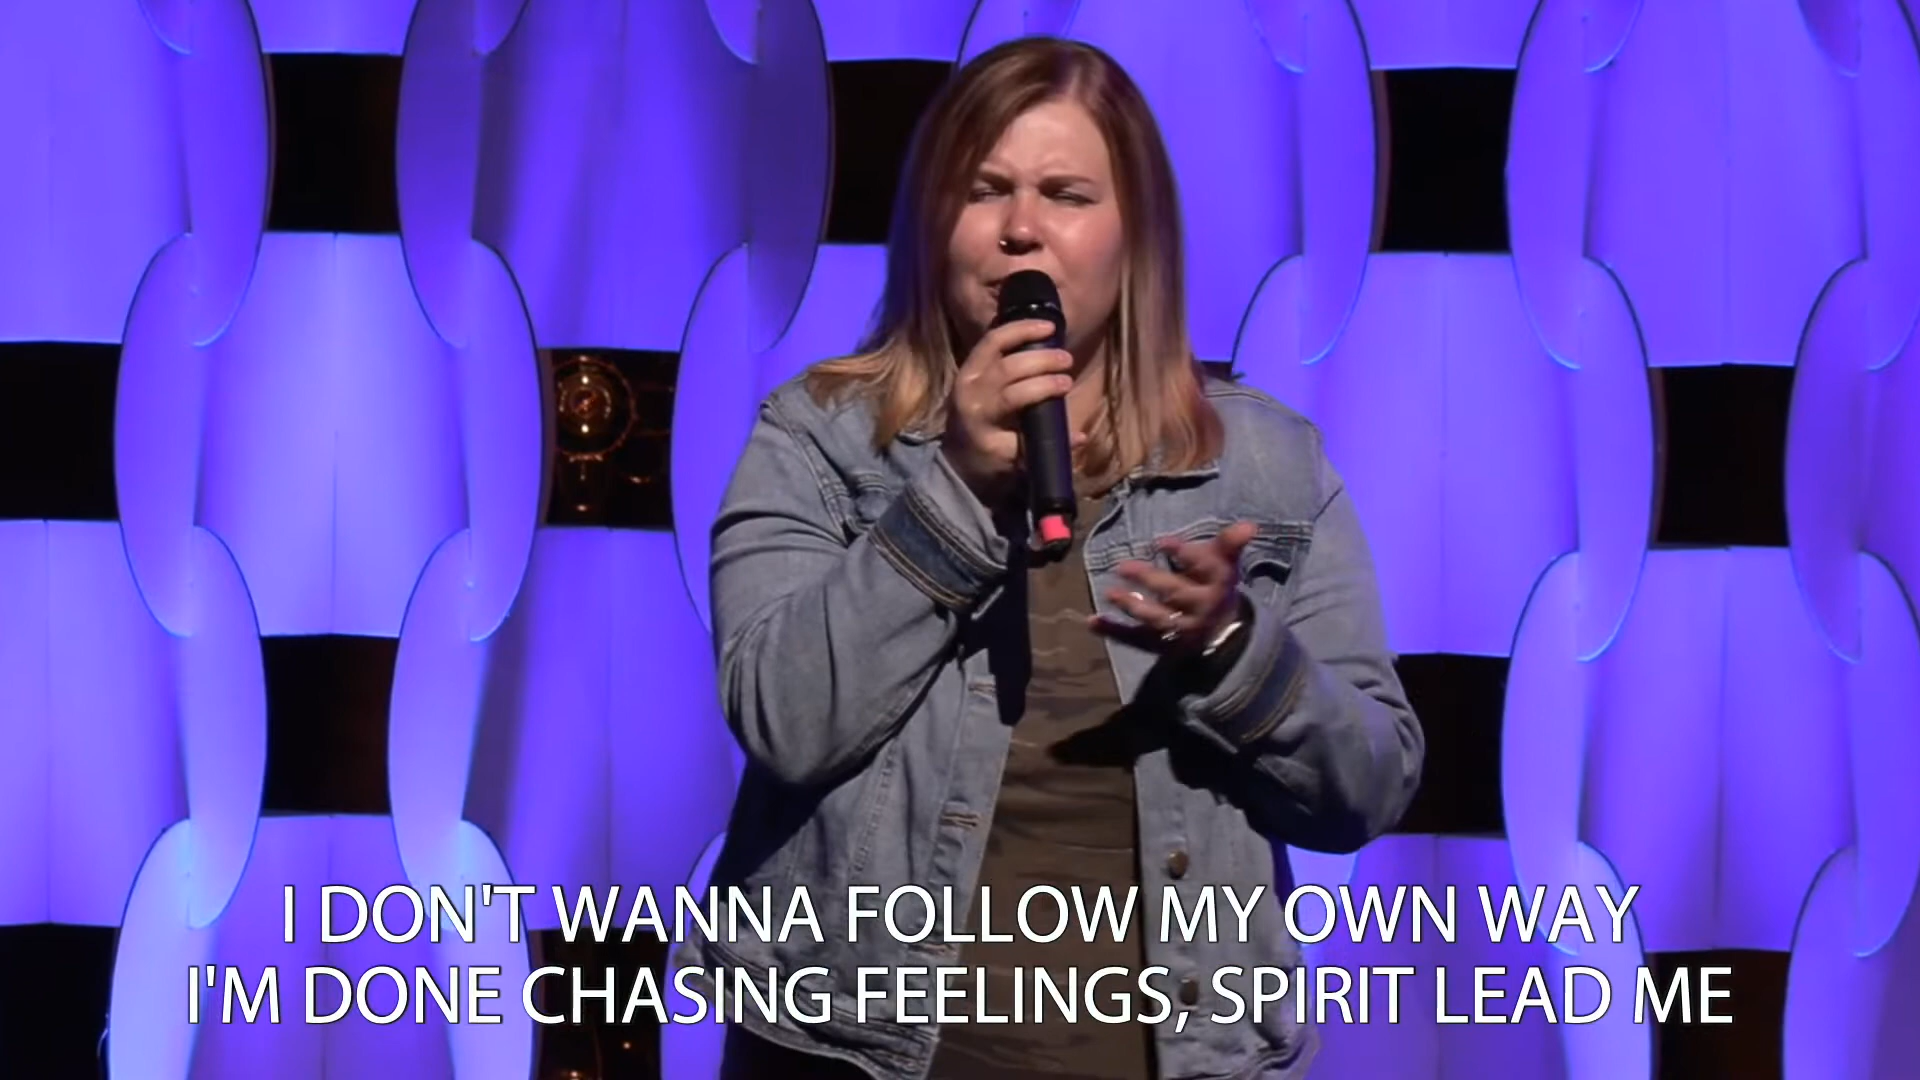 I DON'T WANNA FOLLOW MY OWN WAY
I'M DONE CHASING FEELINGS, SPIRIT LEAD ME